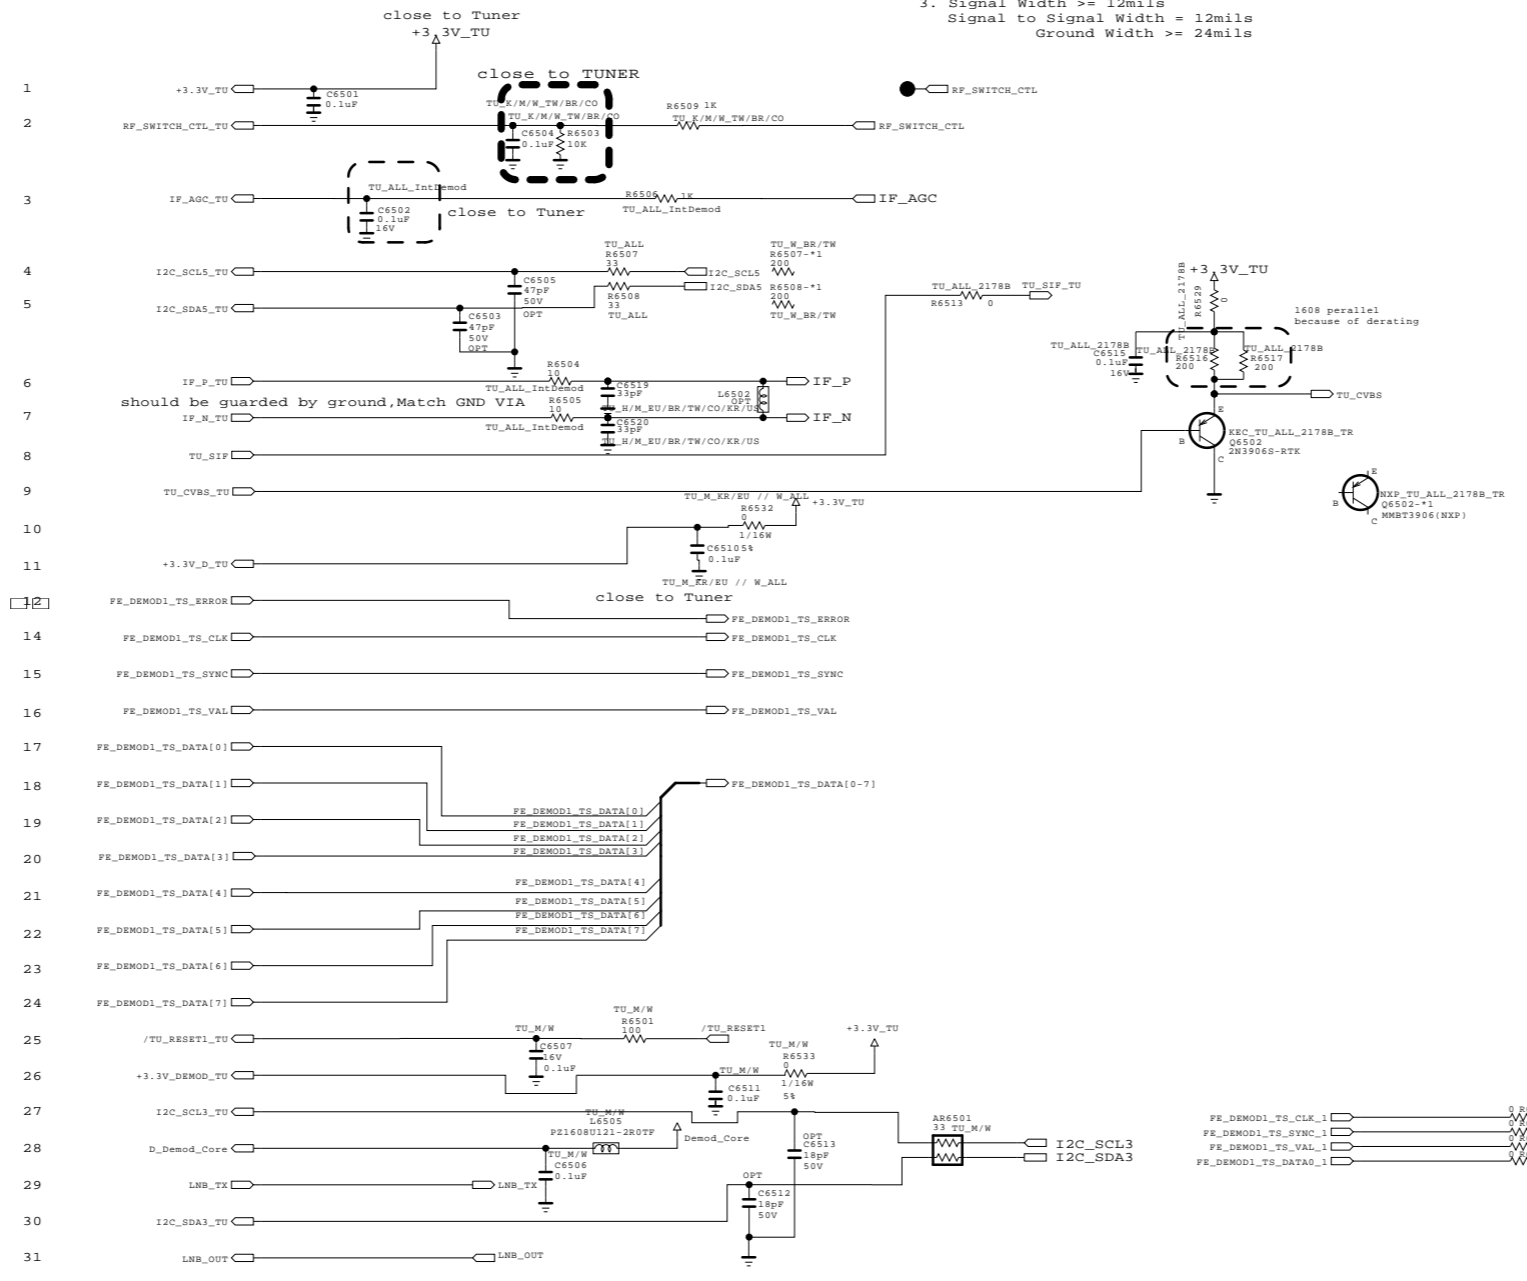 3. Signal Width >= 12mils
Signal to Signal Width = 12mils
Ground Width >= 24mils
close to Tuner
+3.3V_TU
1
+3.3V_TU
C6501
0.1uF
close to TUNER
RF_SWITCH_CTL
2
RF_SWITCH_CTL_TU
TU_K/M/W_TW/BR/CO
TU_K/M/W_TW/BR/CO
C6504
0.1uF
R6503
10K
R6509 1K
TU_K/M/W_TW/BR/CO
RF_SWITCH_CTL
3
IF_AGC_TU
TU_ALL_IntDemod
C6502
0.1uF
16V
close to Tuner
R6506 1K
TU_ALL_IntDemod
IF_AGC
4
I2C_SCL5_TU
TU_ALL
R6507
33
I2C_SCL5
TU_W_BR/TW
R6507-*1
200
5
I2C_SDA5_TU
C6505
47pF
50V
OPT
C6503
47pF
50V
OPT
R6508
33
TU_ALL
I2C_SDA5
R6508-*1
200
TU_W_BR/TW
TU_ALL_2178B
R6513 0
TU_SIF_TU
+3.3V_TU
TU_ALL_2178B
R6529
0
1608 perallel
because of derating
TU_ALL_2178B
C6515
0.1uF
16V
TU_ALL_2178B
R6516
200
TU_ALL_2178B
R6517
200
TU_CVBS
6
IF_P_TU
R6504
10
TU_ALL_IntDemod
C6519
33pF
TU_H/M_EU/BR/TW/CO/KR/US
L6502
OPT
IF_P
should be guarded by ground,Match GND VIA
7
IF_N_TU
R6505
10
TU_ALL_IntDemod
C6520
33pF
TU_H/M_EU/BR/TW/CO/KR/US
IF_N
8
TU_SIF
E
B
C
KEC_TU_ALL_2178B_TR
Q6502
2N3906S-RTK
9
TU_CVBS_TU
E
B
C
NXP_TU_ALL_2178B_TR
Q6502-*1
MMBT3906(NXP)
10
TU_M_KR/EU // W_ALL
R6532
0
1/16W
+3.3V_TU
11
+3.3V_D_TU
C6510 5%
0.1uF
TU_M_KR/EU // W_ALL
close to Tuner
12
FE_DEMOD1_TS_ERROR
FE_DEMOD1_TS_ERROR
14
FE_DEMOD1_TS_CLK
FE_DEMOD1_TS_CLK
15
FE_DEMOD1_TS_SYNC
FE_DEMOD1_TS_SYNC
16
FE_DEMOD1_TS_VAL
FE_DEMOD1_TS_VAL
17
FE_DEMOD1_TS_DATA[0]
18
FE_DEMOD1_TS_DATA[1]
FE_DEMOD1_TS_DATA[0-7]
19
FE_DEMOD1_TS_DATA[2]
FE_DEMOD1_TS_DATA[0]
FE_DEMOD1_TS_DATA[1]
FE_DEMOD1_TS_DATA[2]
FE_DEMOD1_TS_DATA[3]
20
FE_DEMOD1_TS_DATA[3]
21
FE_DEMOD1_TS_DATA[4]
FE_DEMOD1_TS_DATA[4]
FE_DEMOD1_TS_DATA[5]
FE_DEMOD1_TS_DATA[6]
FE_DEMOD1_TS_DATA[7]
22
FE_DEMOD1_TS_DATA[5]
23
FE_DEMOD1_TS_DATA[6]
24
FE_DEMOD1_TS_DATA[7]
25
/TU_RESET1_TU
TU_M/W
C6507
16V
0.1uF
TU_M/W
R6501
100
/TU_RESET1
+3.3V_TU
26
+3.3V_DEMOD_TU
TU_M/W
C6511
0.1uF
TU_M/W
R6533
0
1/16W
5%
27
I2C_SCL3_TU
TU_M/W
L6505
PZ1608U121-2R0TF
Demod_Core
28
D_Demod_Core
TU_M/W
C6506
0.1uF
OPT
C6513
18pF
50V
AR6501
33 TU_M/W
I2C_SCL3
I2C_SDA3
29
LNB_TX
LNB_TX
OPT
C6512
18pF
50V
30
I2C_SDA3_TU
31
LNB_OUT
LNB_OUT
FE_DEMOD1_TS_CLK_1
0
FE_DEMOD1_TS_SYNC_1
0
FE_DEMOD1_TS_VAL_1
0
FE_DEMOD1_TS_DATA0_1
0